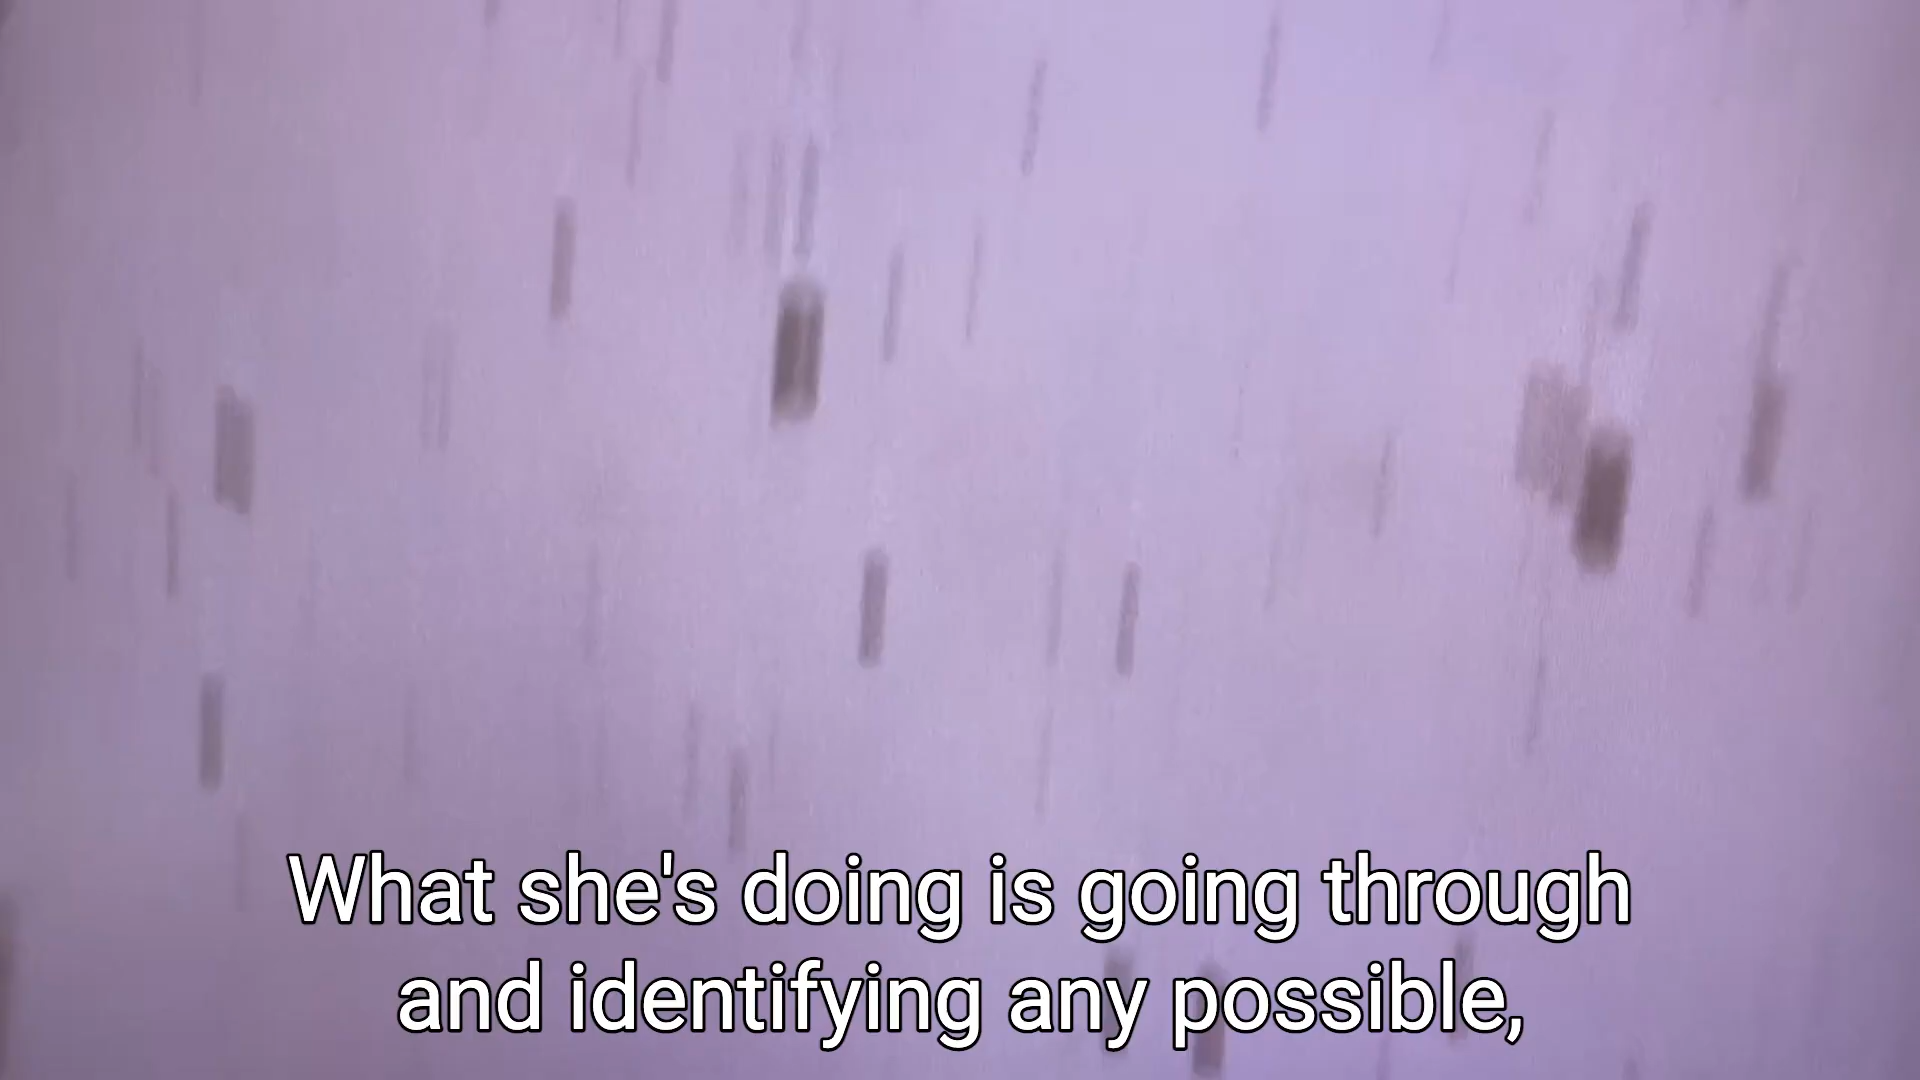 What she's doing is going through
and identifying any possible,